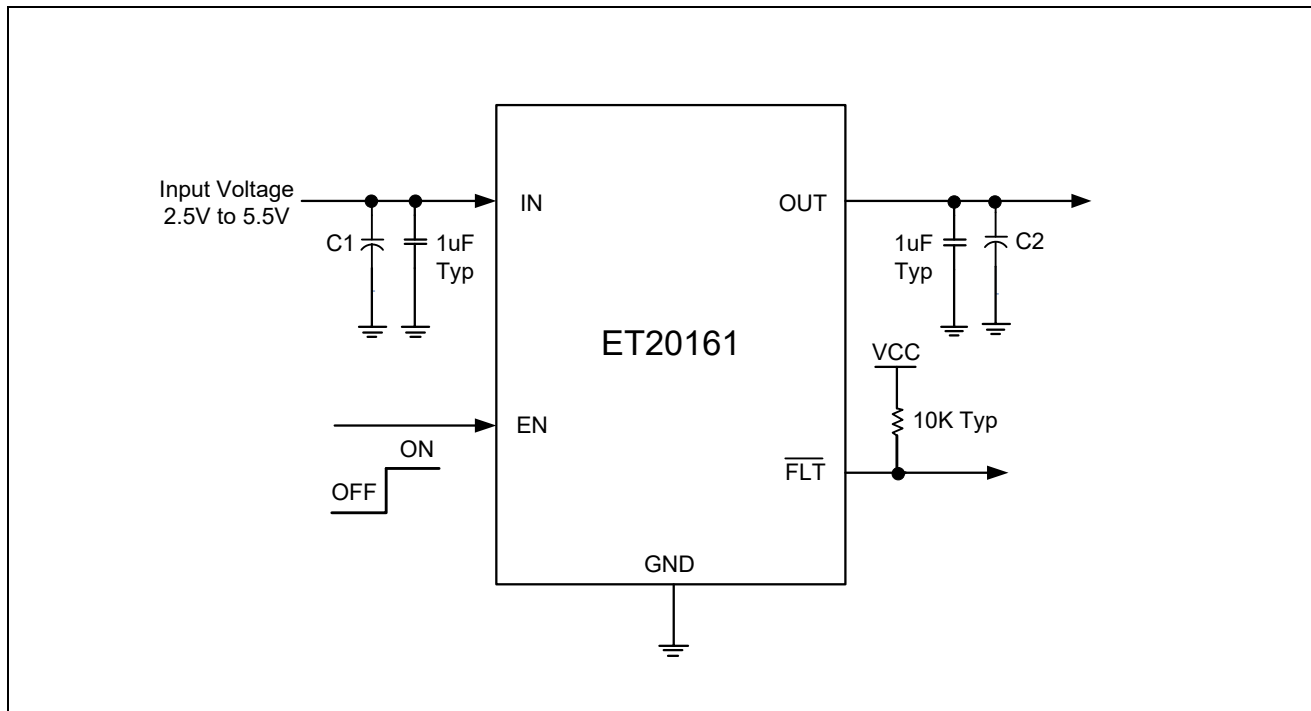 Input Voltage
2.5V to 5.5V
C1
1uF
Typ
IN
OUT
1uF
Typ
C2
ET20161
VCC
10K Typ
EN
ON
OFF
FLT
GND